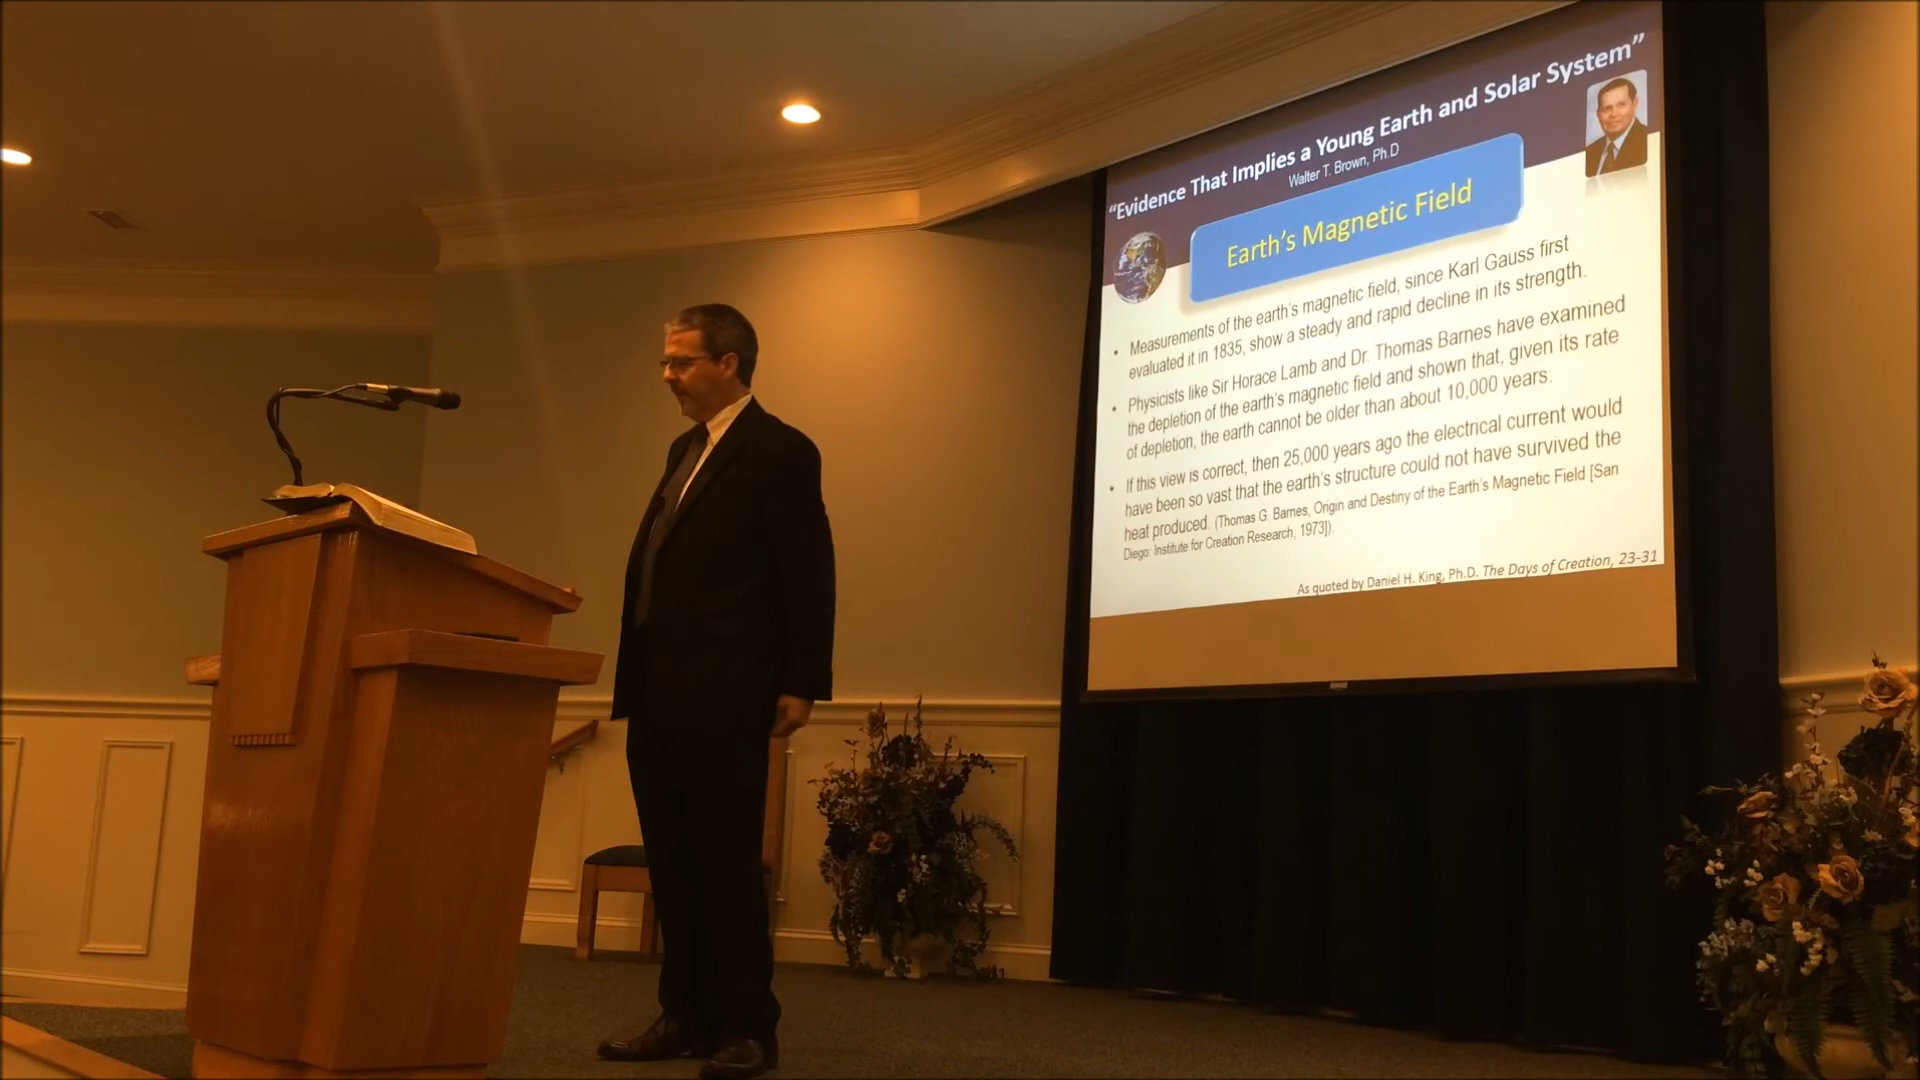 “Evidence That Implies a Young Earth and Solar System”
Walter T. Brown, Ph.D
Earth’s Magnetic Field
• Measurements of the earth’s magnetic field, since Karl Gauss first
evaluated it in 1835, show a steady and rapid decline in its strength.
• Physicists like Sir Horace Lamb and Dr. Thomas Barnes have examined
the depletion of the earth’s magnetic field and shown that, given its rate
of depletion, the earth cannot be older than about 10,000 years.
• If this view is correct, then 25,000 years ago the electrical current would
have been so vast that the earth’s structure could not have survived the
heat produced. (Thomas G. Barnes, Origin and Destiny of the Earth’s Magnetic Field [San
Diego: Institute for Creation Research, 1973]).
As quoted by Daniel H. King, Ph.D. The Days of Creation, 23-31